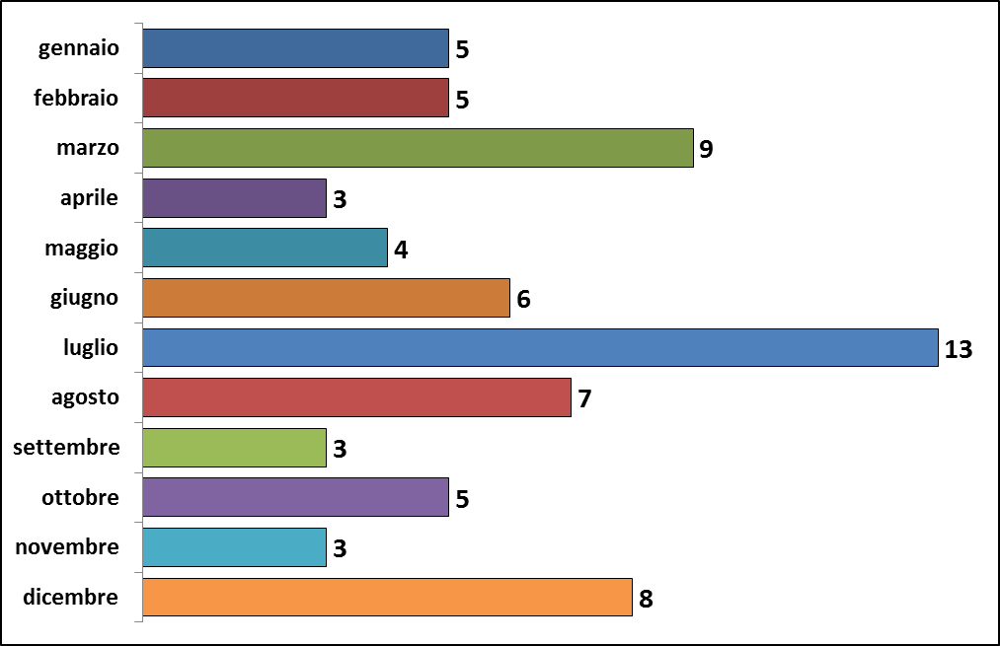 gennaio 5
febbraio 5
marzo 9
aprile 3
maggio 4
giugno 6
luglio 13
agosto 7
settembre 3
ottobre 5
novembre 3
dicembre 8